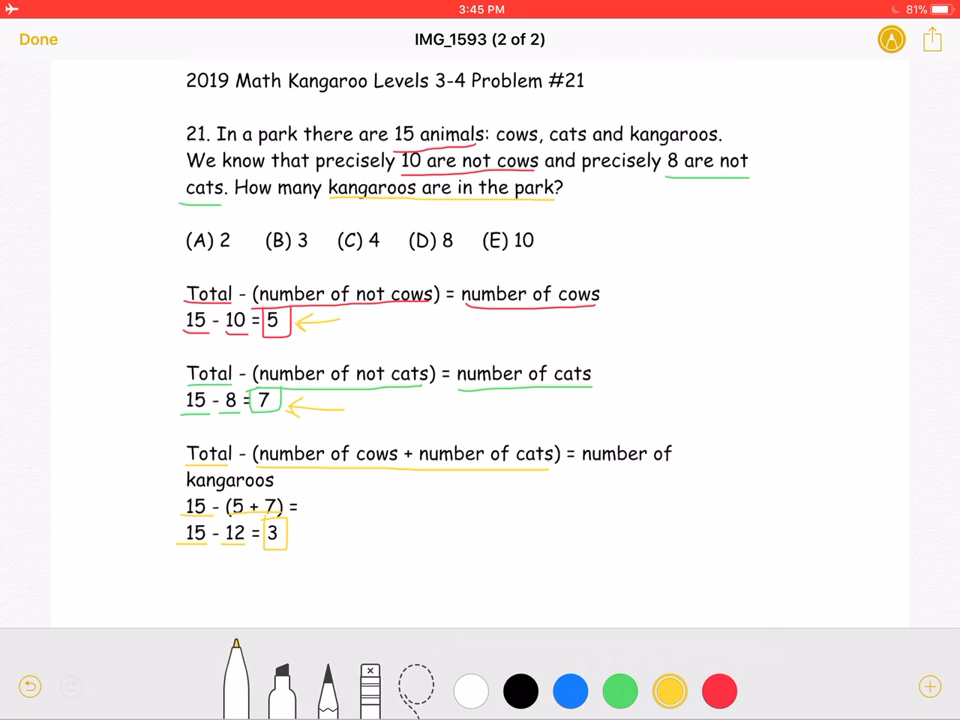 3:45 PM
81%
Done
IMG_1593 (2 of 2)
2019 Math Kangaroo Levels 3-4 Problem #21
21. In a park there are 15 animals: cows, cats and kangaroos.
We know that precisely 10 are not cows and precisely 8 are not
cats. How many kangaroos are in the park?
(A) 2 (B) 3 (C) 4 (D) 8 (E) 10
Total - (number of not cows) = number of cows
15 - 10 = 5
Total - (number of not cats) = number of cats
15 - 8 = 7
Total - (number of cows + number of cats) = number of
kangaroos
15 - (5 + 7) =
15 - 12 = 3